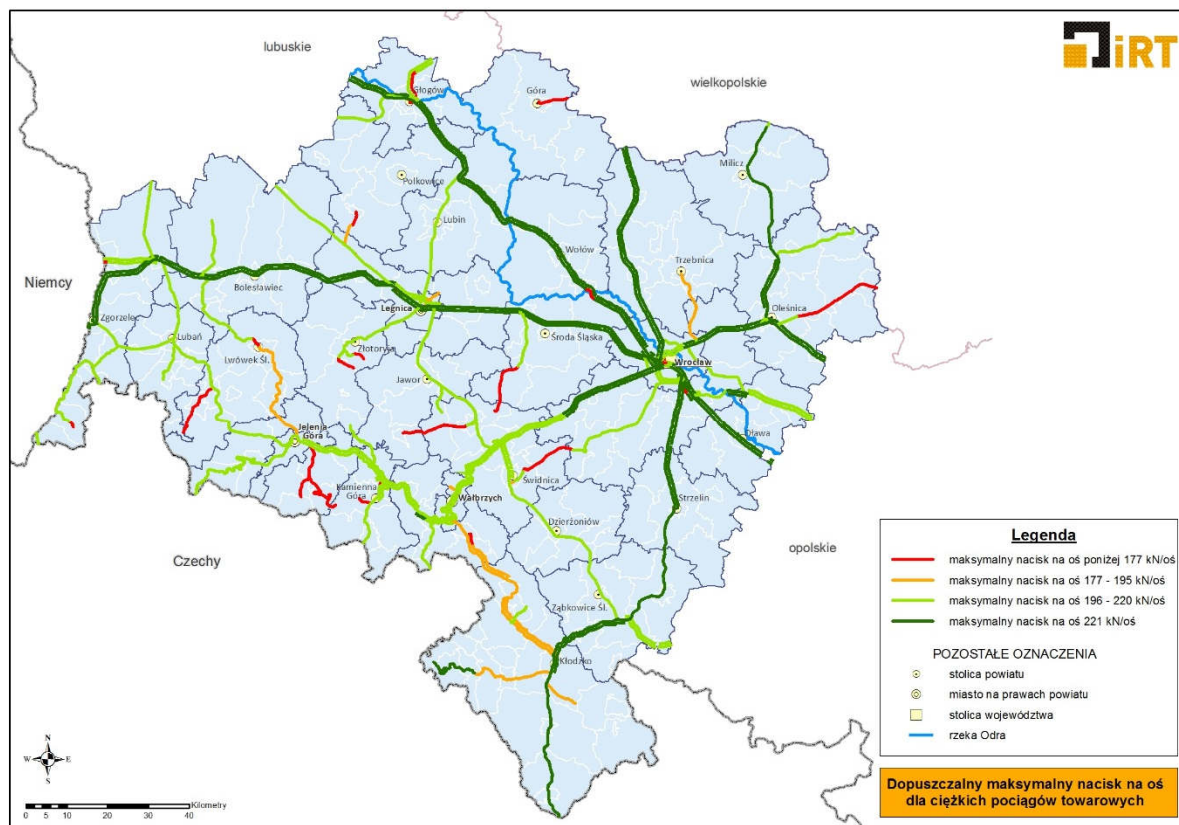 lubuskie
iRT
wielkopolskie
Głogów
Góra
Milicz
Polkowice
Lubin
Wołów
Trzebnica
Niemcy
Bolesławiec
Oleśnica
Legnica
Zgorzelec
Środa Śląska
Lubań
Złotoryja
Lwówek Śl.
Wrocław
Jawor
Oława
Jelenia
Góra
Świdnica
Kamienna
Góra
Wałbrzych
Strzelin
Dzierżoniów
Czechy
opolskie
Ząbkowice Śl.
Kłodzko
Legenda
maksymalny nacisk na oś poniżej 177 kN/oś
maksymalny nacisk na oś 177 - 195 kN/oś
maksymalny nacisk na oś 196 - 220 kN/oś
maksymalny nacisk na oś 221 kN/oś
POZOSTAŁE OZNACZENIA
stolica powiatu
miasto na prawach powiatu
stolica województwa
rzeka Odra
N
W E
S
Kilometry
0 5 10 20 30 40
Dopuszczalny maksymalny nacisk na oś
dla ciężkich pociągów towarowych